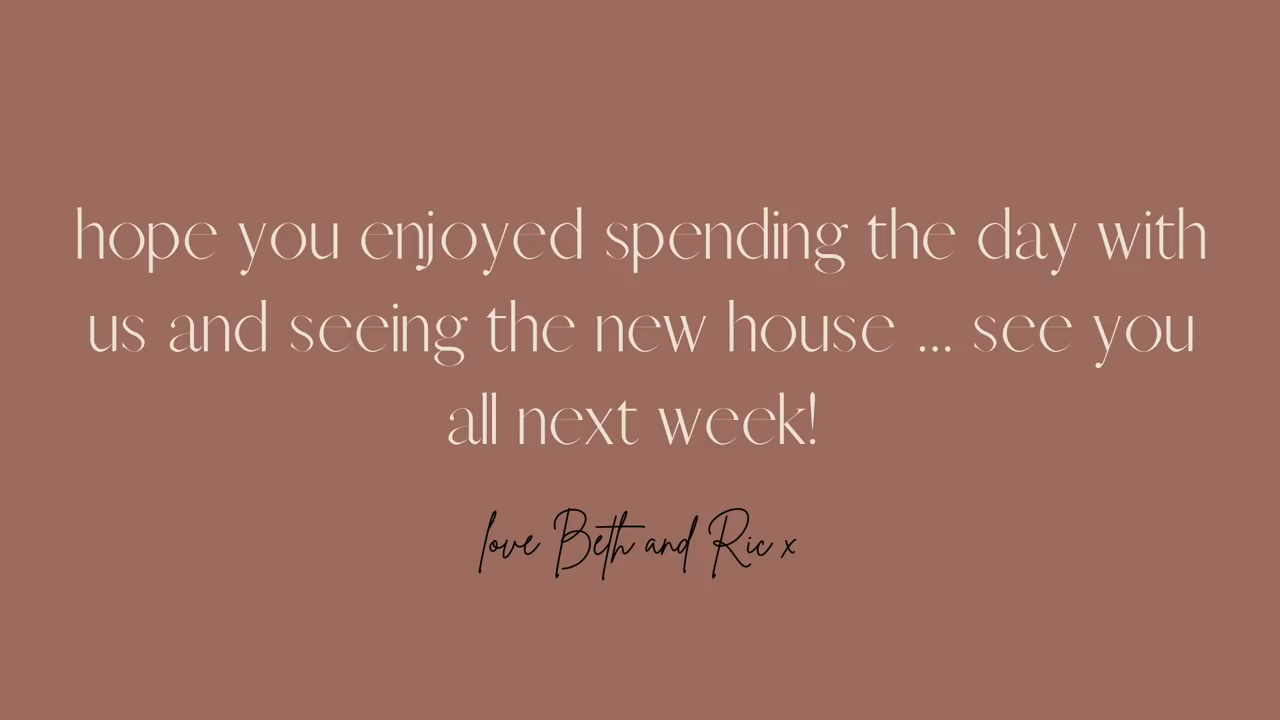 hope you enjoyed spending the day with
us and seeing the new house ... see you
all next week!
love Beth and Ric x